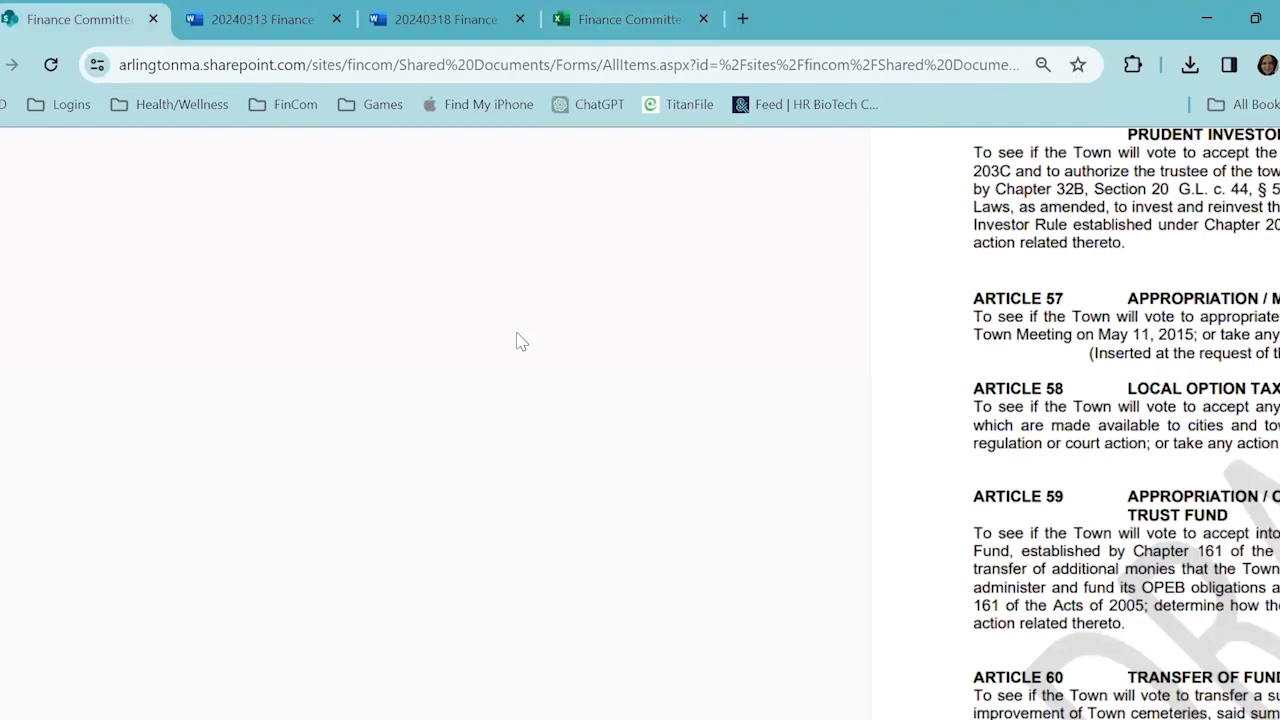 Finance Committe
20240313 Finance
20240318 Finance
Finance Committe
arlingtonma.sharepoint.com/sites/fincom/Shared%20Documents/Forms/AllItems.aspx?id=%2Fsites%2Ffincom%2FShared%20Docume...
Logins
Health/Wellness
FinCom
Games
Find My iPhone
ChatGPT
TitanFile
Feed | HR BioTech C...
All Book
PRUDENT INVESTO
To see if the Town will vote to accept the
203C and to authorize the trustee of the tow
by Chapter 32B, Section 20 G.L. c. 44, § 5
Laws, as amended, to invest and reinvest th
Investor Rule established under Chapter 20
action related thereto.
ARTICLE 57 APPROPRIATION / M
To see if the Town will vote to appropriate
Town Meeting on May 11, 2015; or take any
(Inserted at the request of th
ARTICLE 58 LOCAL OPTION TAX
To see if the Town will vote to accept any
which are made available to cities and tow
regulation or court action; or take any action
ARTICLE 59 APPROPRIATION / C
TRUST FUND
To see if the Town will vote to accept into
Fund, established by Chapter 161 of the
transfer of additional monies that the Town
administer and fund its OPEB obligations a
161 of the Acts of 2005; determine how the
action related thereto.
ARTICLE 60 TRANSFER OF FUND
To see if the Town will vote to transfer a su
improvement of Town cemeteries, said sum